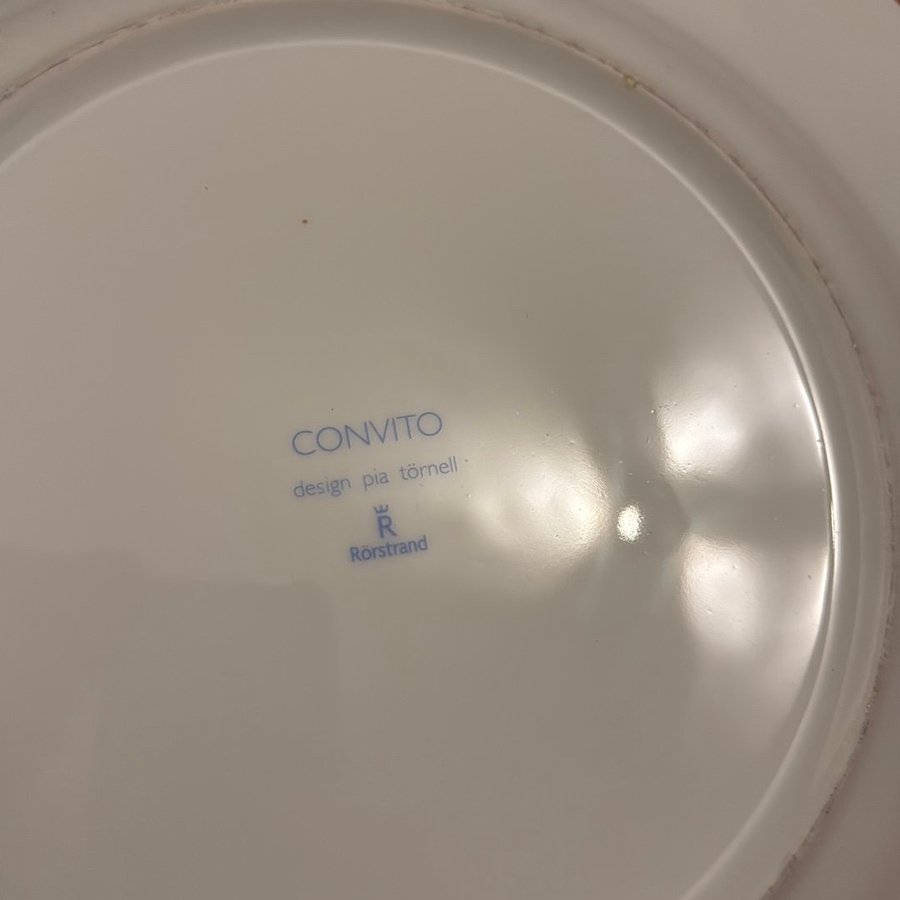 CONVITO
design pia törnell
R
Rörstrand